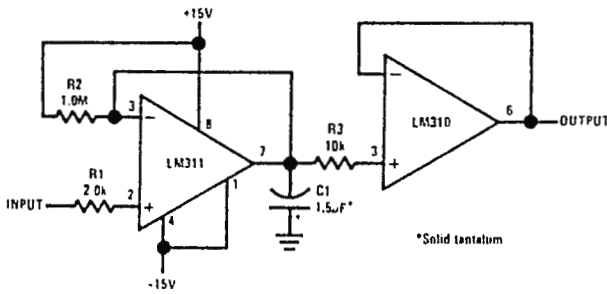 +15V
R2
1.0M
3
8
LM311
7
1
R1
2.0k
INPUT
2
4
-15V
C1
1.5μF*
+
R3
10k
3
LM310
6
OUTPUT
*Solid tantalum